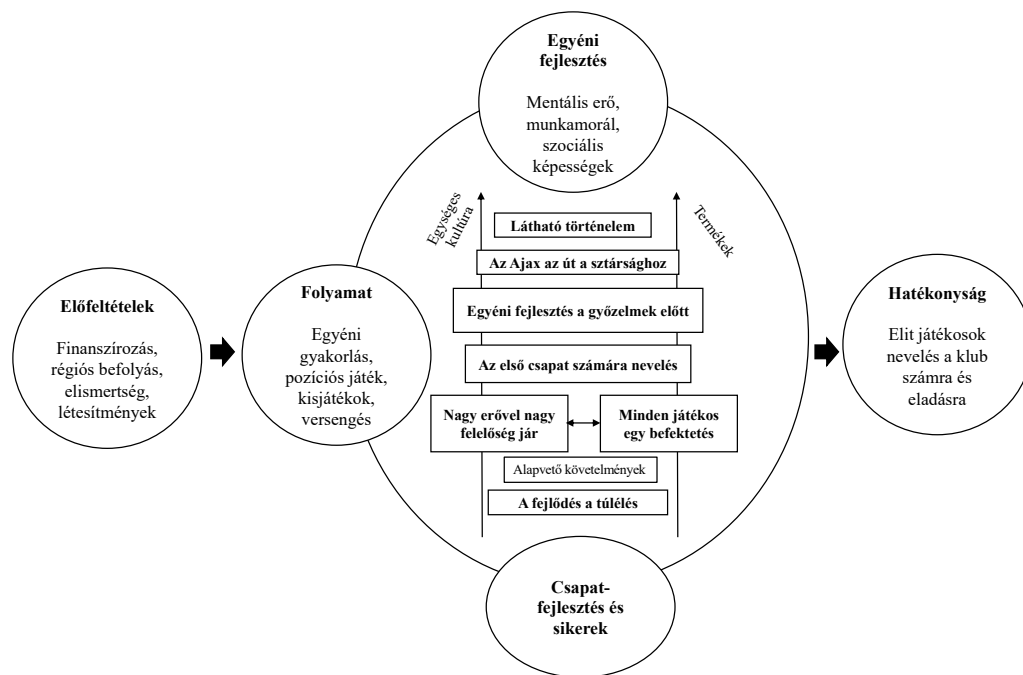 Egyéni
fejlesztés
Mentális erő,
munkamorál,
szociális
képességek
Előfeltételek
Finanszírozás,
régiós befolyás,
elismertség,
létesítmények
Folyamat
Egyéni
gyakorlás,
pozíciós játék,
kisjátékok,
versengés
Egységes
kultúra
Termékek
Látható történelem
Az Ajax az út a sztársághoz
Egyéni fejlesztés a győzelmek előtt
Az első csapat számára nevelés
Nagy erővel nagy
felelőség jár
Minden játékos
egy befektetés
Alapvető követelmények
A fejlődés a túlélés
Csapat-
fejlesztés és
sikerek
Hatékonyság
Elit játékosok
nevelés a klub
számra és
eladásra